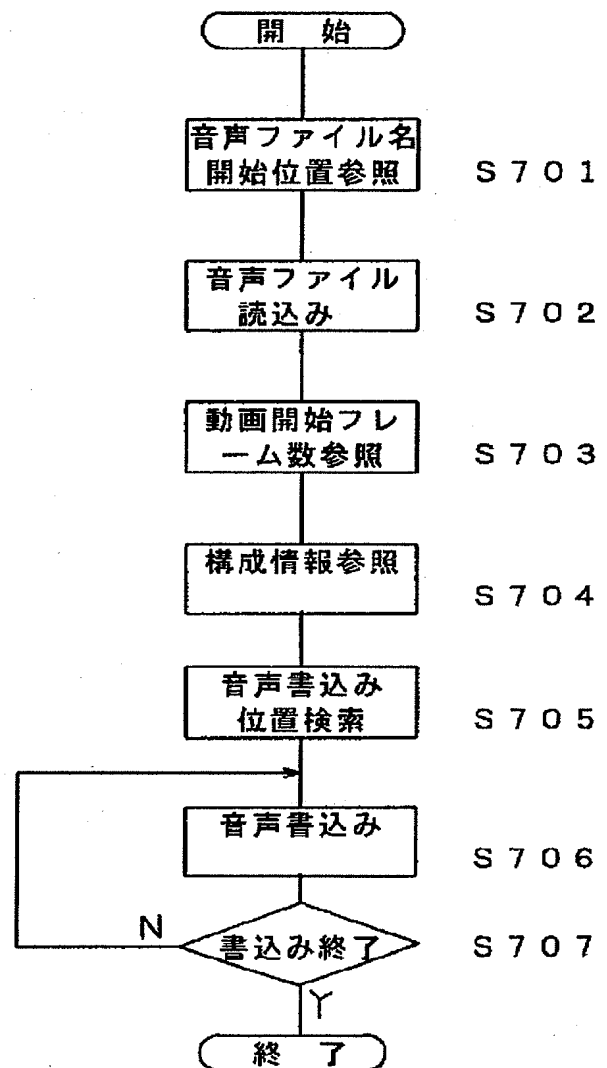 開　始
音声ファイル名
開始位置参照
Ｓ７０１
音声ファイル
読込み
Ｓ７０２
動画開始フレ
ーム数参照
Ｓ７０３
構成情報参照
Ｓ７０４
音声書込み
位置検索
Ｓ７０５
音声書込み
Ｓ７０６
N
書込み終了
Ｓ７０７
Y
終　了